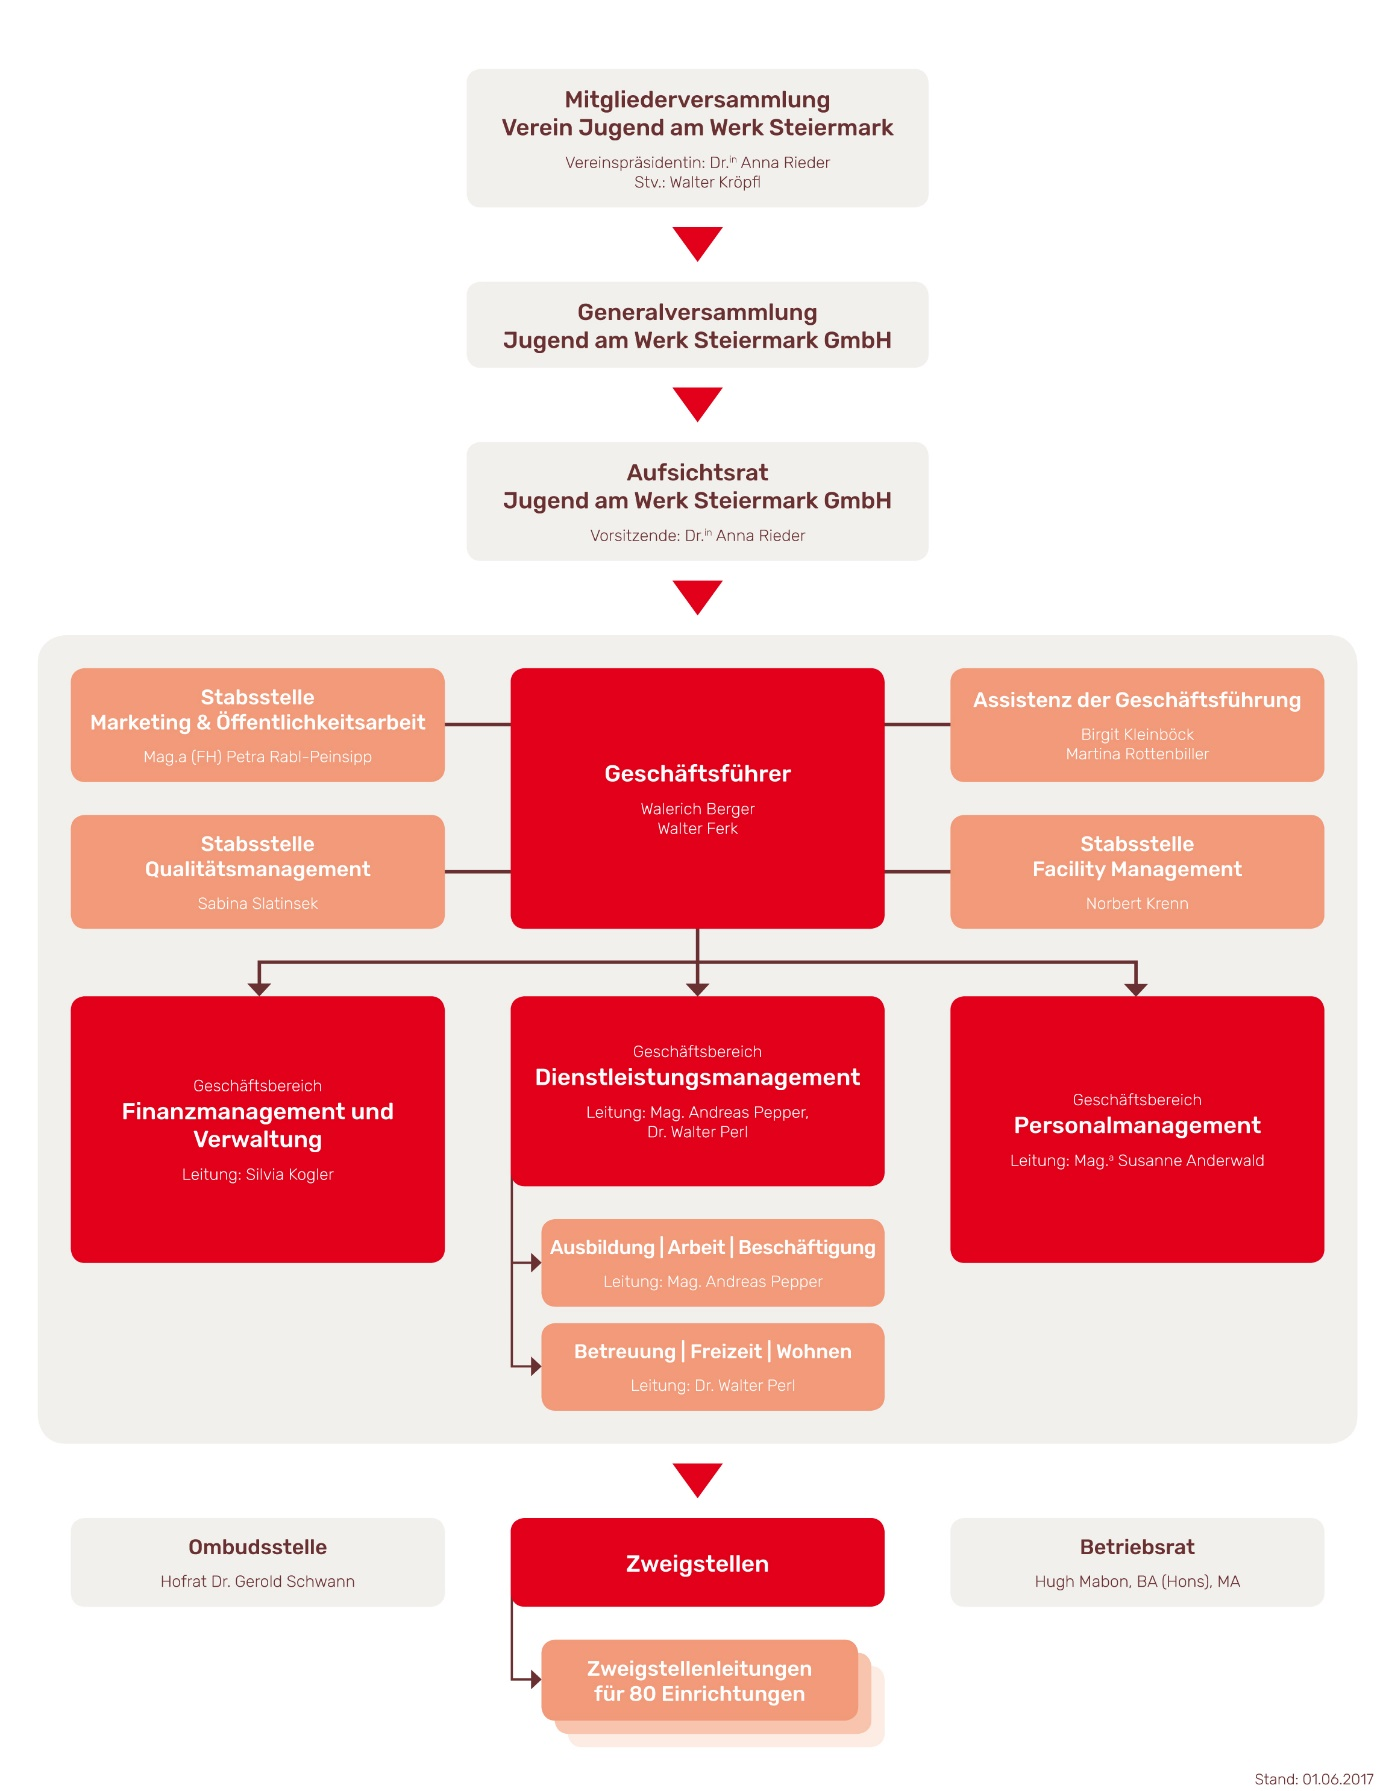 Mitgliederversammlung
Verein Jugend am Werk Steiermark
Vereinspräsidentin: Dr.in Anna Rieder
Stv.: Walter Kröpfl
Generalversammlung
Jugend am Werk Steiermark GmbH
Aufsichtsrat
Jugend am Werk Steiermark GmbH
Vorsitzende: Dr.in Anna Rieder
Stabsstelle
Marketing & Öffentlichkeitsarbeit
Mag.a (FH) Petra Rabl-Peinsipp
Geschäftsführer
Walerich Berger
Walter Ferk
Assistenz der Geschäftsführung
Birgit Kleinböck
Martina Rottenbiller
Stabsstelle
Qualitätsmanagement
Sabina Slatinsek
Stabsstelle
Facility Management
Norbert Krenn
Geschäftsbereich
Finanzmanagement und
Verwaltung
Leitung: Silvia Kogler
Geschäftsbereich
Dienstleistungsmanagement
Leitung: Mag. Andreas Pepper,
Dr. Walter Perl
Geschäftsbereich
Personalmanagement
Leitung: Mag.a Susanne Anderwald
Ausbildung | Arbeit | Beschäftigung
Leitung: Mag. Andreas Pepper
Betreuung | Freizeit | Wohnen
Leitung: Dr. Walter Perl
Ombudsstelle
Hofrat Dr. Gerold Schwann
Zweigstellen
Betriebsrat
Hugh Mabon, BA (Hons), MA
Zweigstellenleitungen
für 80 Einrichtungen
Stand: 01.06.2017